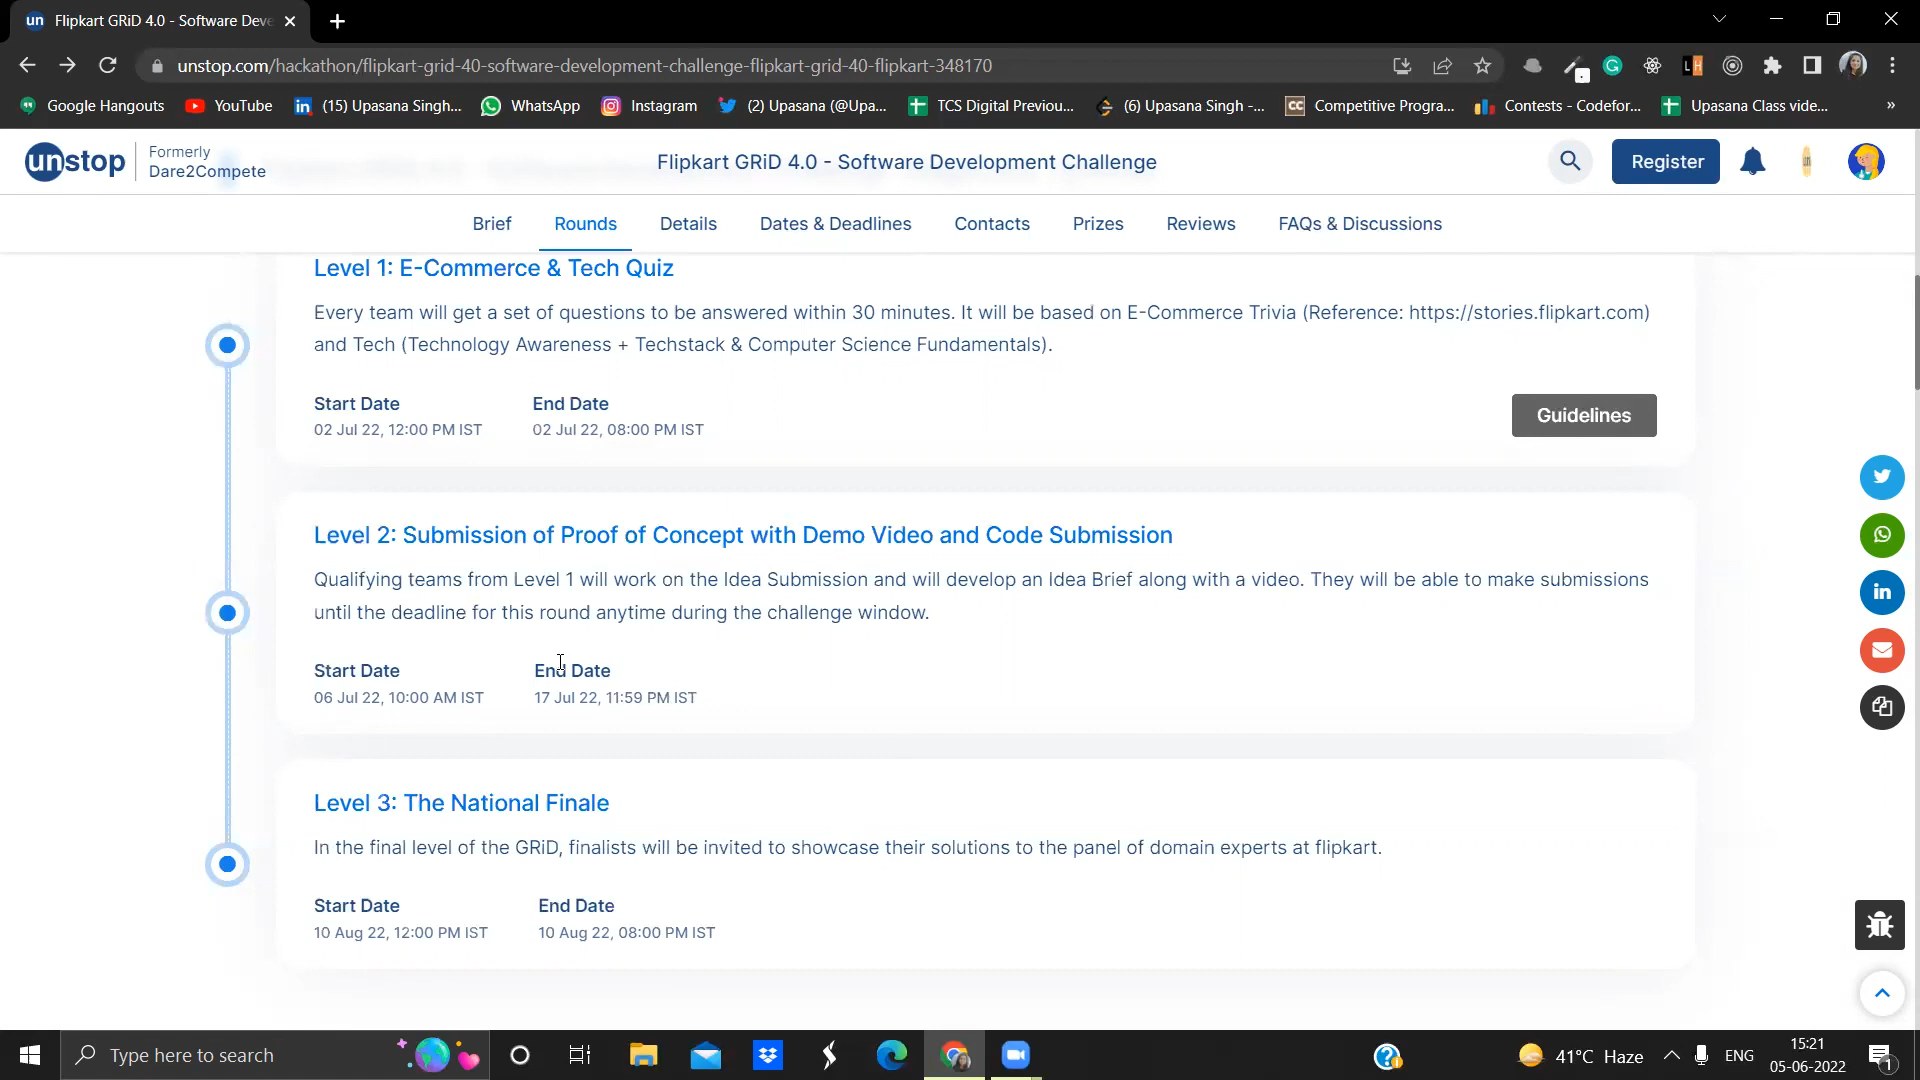 un Flipkart GRiD 4.0 - Software Deve
unstop.com/hackathon/flipkart-grid-40-software-development-challenge-flipkart-grid-40-flipkart-348170
Google Hangouts YouTube (15) Upasana Singh... WhatsApp Instagram (2) Upasana (@Upa... TCS Digital Previou... (6) Upasana Singh -... CC Competitive Progra... Contests - Codefor... Upasana Class vide... »
unstop
Formerly
Dare2Compete
Flipkart GRiD 4.0 - Software Development Challenge
Register
Brief Rounds Details Dates & Deadlines Contacts Prizes Reviews FAQs & Discussions
Level 1: E-Commerce & Tech Quiz
Every team will get a set of questions to be answered within 30 minutes. It will be based on E-Commerce Trivia (Reference: https://stories.flipkart.com)
and Tech (Technology Awareness + Techstack & Computer Science Fundamentals).
Start Date End Date
02 Jul 22, 12:00 PM IST 02 Jul 22, 08:00 PM IST
Guidelines
Level 2: Submission of Proof of Concept with Demo Video and Code Submission
Qualifying teams from Level 1 will work on the Idea Submission and will develop an Idea Brief along with a video. They will be able to make submissions
until the deadline for this round anytime during the challenge window.
Start Date End Date
06 Jul 22, 10:00 AM IST 17 Jul 22, 11:59 PM IST
Level 3: The National Finale
In the final level of the GRiD, finalists will be invited to showcase their solutions to the panel of domain experts at flipkart.
Start Date End Date
10 Aug 22, 12:00 PM IST 10 Aug 22, 08:00 PM IST
in
Type here to search
41°C Haze
ENG
15:21
05-06-2022
1